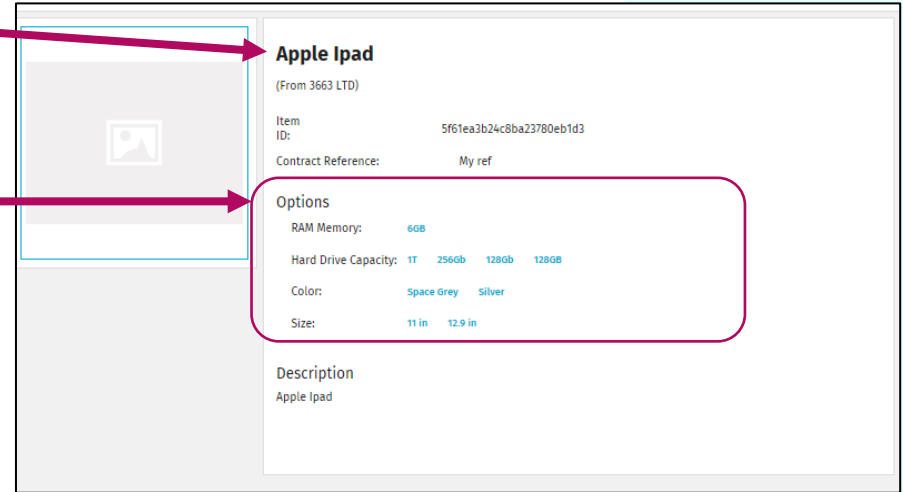 Apple Ipad
(From 3663 LTD)
Item
ID: 5f61ea3b24c8ba23780eb1d3
Contract Reference: My ref
Options
RAM Memory: 6GB
Hard Drive Capacity: 1T 256Gb 128Gb 128GB
Color: Space Grey Silver
Size: 11 in 12.9 in
Description
Apple Ipad